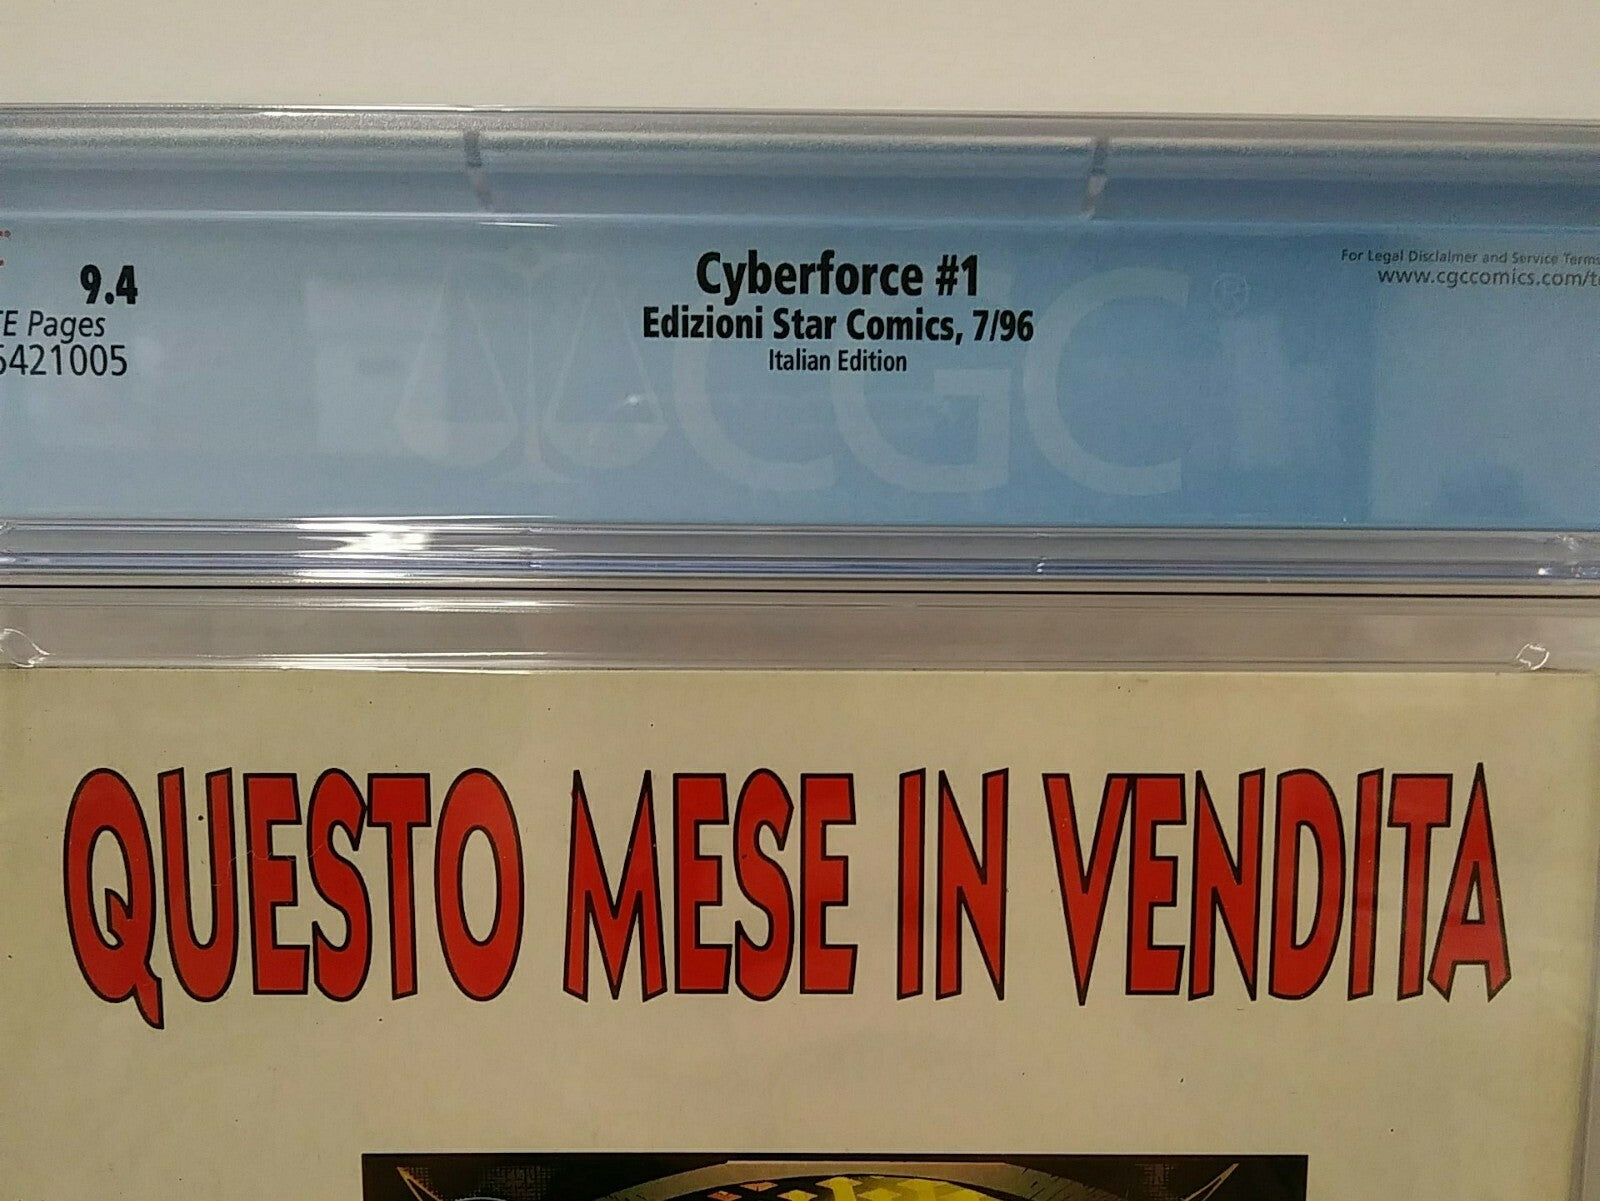 9.4
E Pages
5421005
Cyberforce #1
Edizioni Star Comics, 7/96
Italian Edition
For Legal Disclaimer and Service Terms
www.cgccomics.com/t
CGC®
QUESTO MESE IN VENDITA